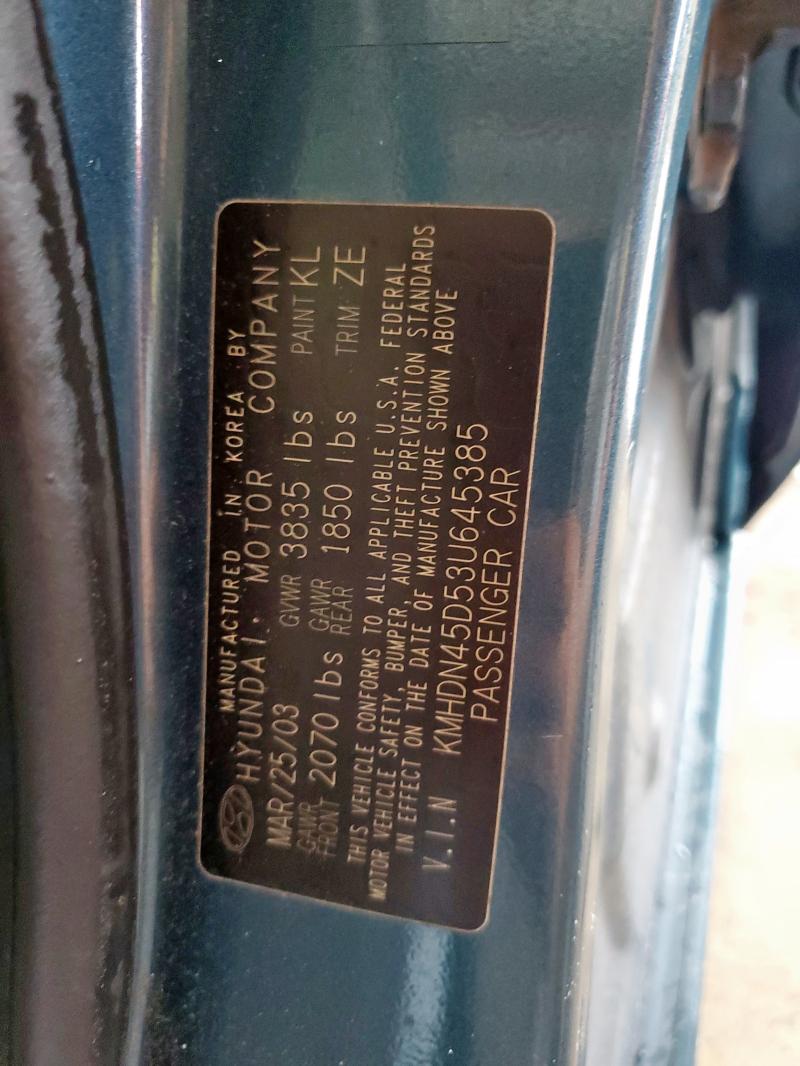 MANUFACTURED IN KOREA BY
HYUNDAI MOTOR COMPANY
MAR/25/03 GVWR 3835 lbs PAINT KL
GAWR FRONT 2070 lbs GAWR REAR 1850 lbs TRIM ZE
THIS VEHICLE CONFORMS TO ALL APPLICABLE U.S.A. FEDERAL
MOTOR VEHICLE SAFETY, BUMPER, AND THEFT PREVENTION STANDARDS
IN EFFECT ON THE DATE OF MANUFACTURE SHOWN ABOVE
V.I.N KMHDN45D53U645385
PASSENGER CAR